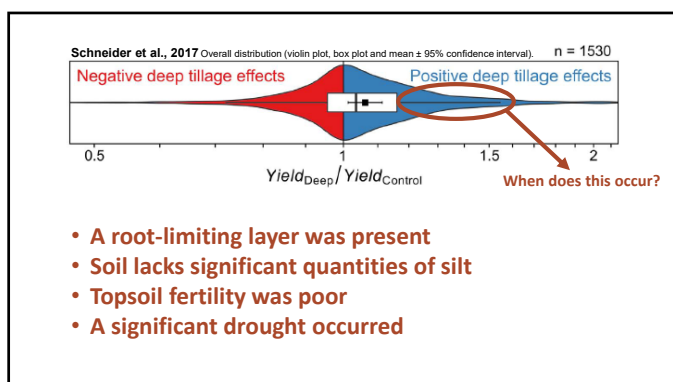 Schneider et al., 2017 Overall distribution (violin plot, box plot and mean ± 95% confidence interval). n = 1530
Negative deep tillage effects Positive deep tillage effects
0.5 1 1.5 2
Yield_Deep/Yield_Control
When does this occur?
• A root-limiting layer was present
• Soil lacks significant quantities of silt
• Topsoil fertility was poor
• A significant drought occurred